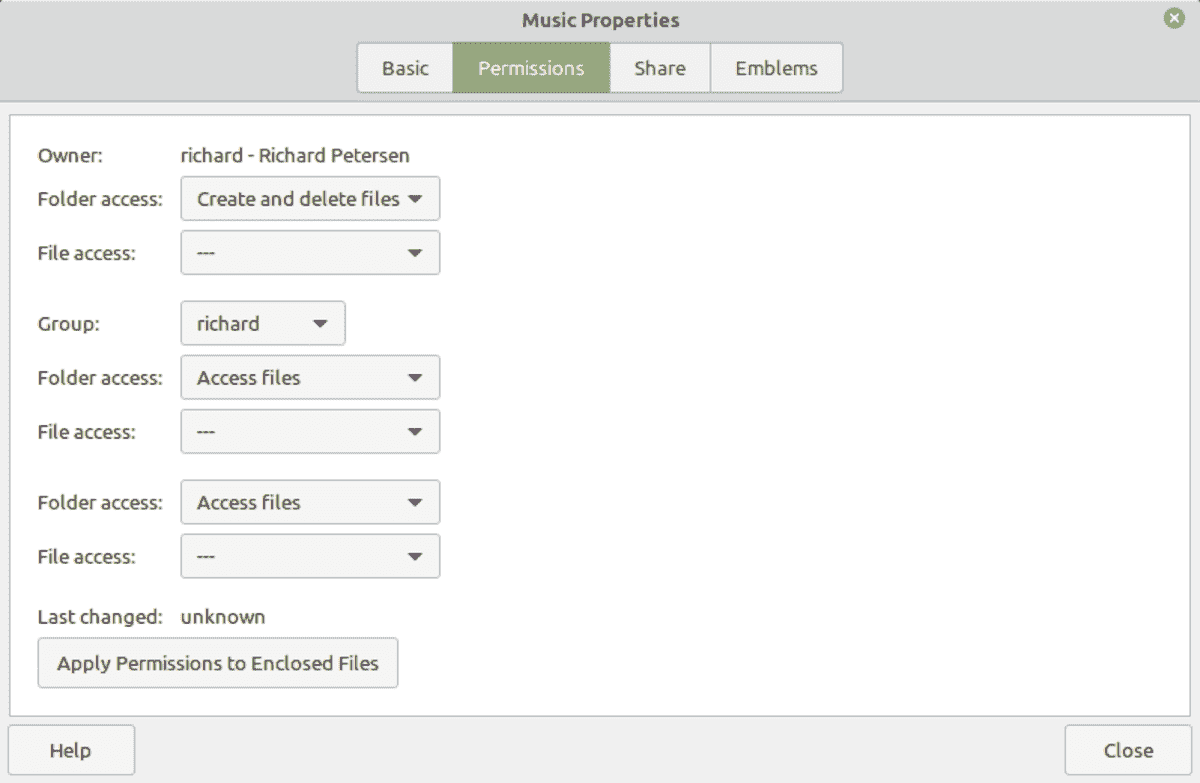 Music Properties
Basic Permissions Share Emblems
Owner: richard - Richard Petersen
Folder access: Create and delete files
File access: ---
Group: richard
Folder access: Access files
File access: ---
Folder access: Access files
File access: ---
Last changed: unknown
Apply Permissions to Enclosed Files
Help Close